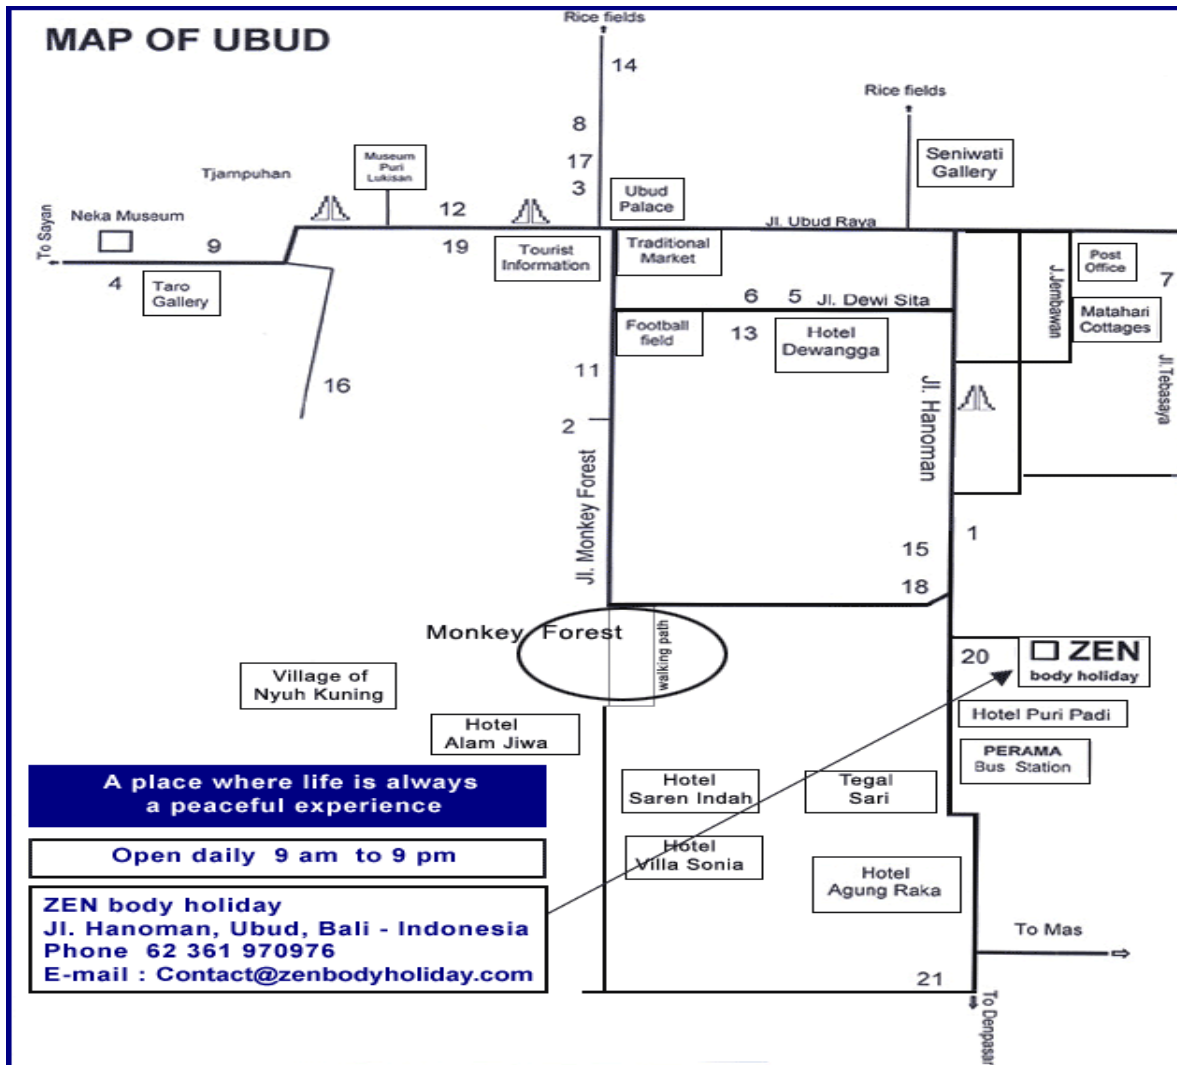 MAP OF UBUD
Rice fields
14
Rice fields
8
Seniwati
Gallery
Museum
Puri
Lukisan
17
Tjampuhan
3
Ubud
Palace
12
Neka Museum
Jl. Ubud Raya
To Sayan
9
19
Tourist
Information
Traditional
Market
Post
Office
7
4
Taro
Gallery
J.Jembawan
6
5
Jl. Dewi Sita
Matahari
Cottages
Football
field
13
Hotel
Dewangga
11
16
Jl. Hanoman
Jl.Tebasaya
2
Jl. Monkey Forest
1
15
18
Monkey Forest
walking path
20
ZEN
body holiday
Village of
Nyuh Kuning
Hotel Puri Padi
Hotel
Alam Jiwa
PERAMA
Bus Station
A place where life is always
a peaceful experience
Hotel
Saren Indah
Tegal
Sari
Open daily 9 am to 9 pm
Hotel
Villa Sonia
Hotel
Agung Raka
ZEN body holiday
Jl. Hanoman, Ubud, Bali - Indonesia
Phone 62 361 970976
E-mail : Contact@zenbodyholiday.com
To Mas
21
To Denpasar